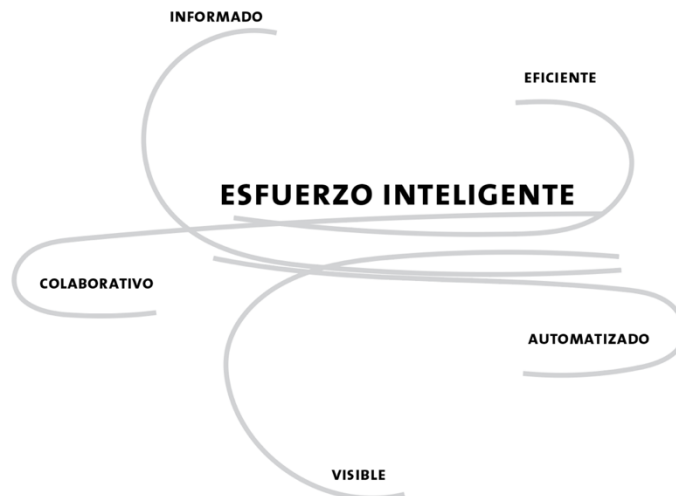 INFORMADO
EFICIENTE
ESFUERZO INTELIGENTE
COLABORATIVO
AUTOMATIZADO
VISIBLE